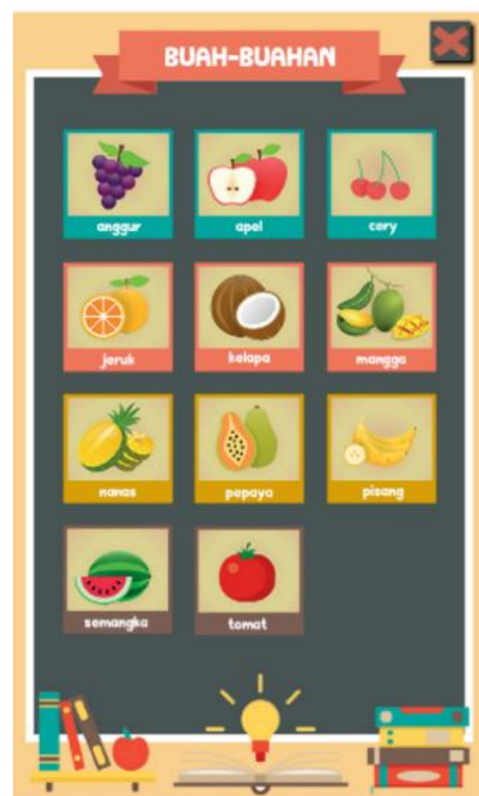 BUAH-BUAHAN
anggur
apel
cery
jeruk
kelapa
mangga
nanas
pepaya
pisang
semangka
tomat